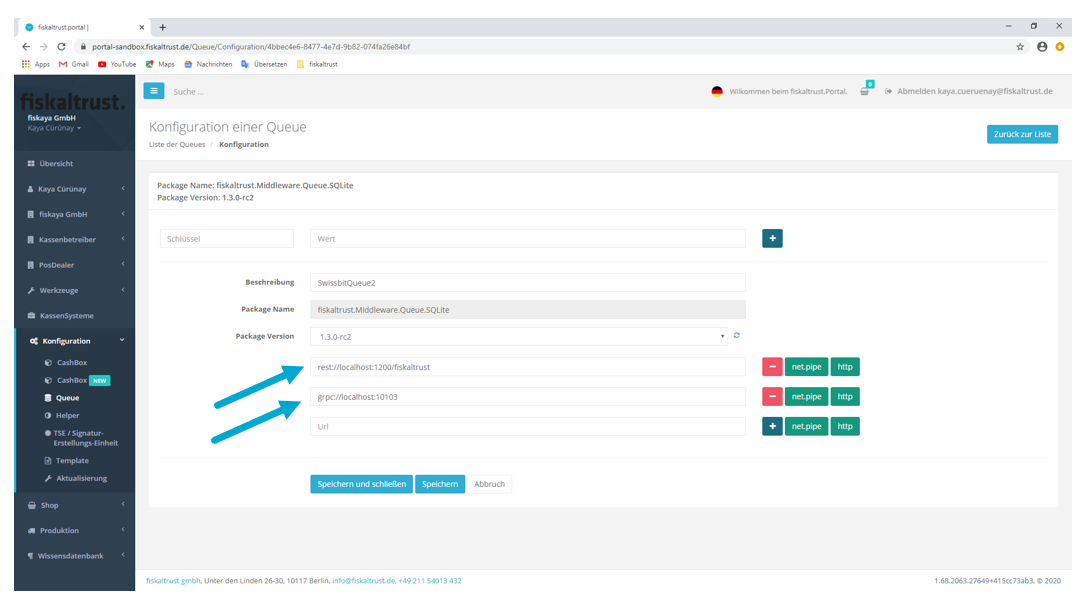 fiskaltrust.portal |
portal-sandbox.fiskaltrust.de/Queue/Configuration/4bbec4e6-8477-4e7d-9b82-074fa26e84bf
Apps Gmail YouTube Maps Nachrichten Übersetzen fiskaltrust
fiskaltrust.
fiskaya GmbH
Kaya Cürünay
Suche ...
Wilkommen beim fiskaltrust.Portal.
0
Abmelden kaya.cueruenay@fiskaltrust.de
Konfiguration einer Queue
Liste der Queues / Konfiguration
Zurück zur Liste
Übersicht
Kaya Cürünay
fiskaya GmbH
Kassenbetreiber
PosDealer
Werkzeuge
KassenSysteme
Konfiguration
CashBox
CashBox NEW
Queue
Helper
TSE / Signatur-
Erstellungs-Einheit
Template
Aktualisierung
Shop
Produktion
Wissensdatenbank
Package Name: fiskaltrust.Middleware.Queue.SQLite
Package Version: 1.3.0-rc2
Schlüssel Wert +
Beschreibung SwissbitQueue2
Package Name fiskaltrust.Middleware.Queue.SQLite
Package Version 1.3.0-rc2
rest://localhost:1200/fiskaltrust − net.pipe http
grpc://localhost:10103 − net.pipe http
Url + net.pipe http
Speichern und schließen Speichern Abbruch
fiskaltrust gmbh, Unter den Linden 26-30, 10117 Berlin, info@fiskaltrust.de, +49 211 54013 432
1.68.2063.27649+415cc73ab3, © 2020